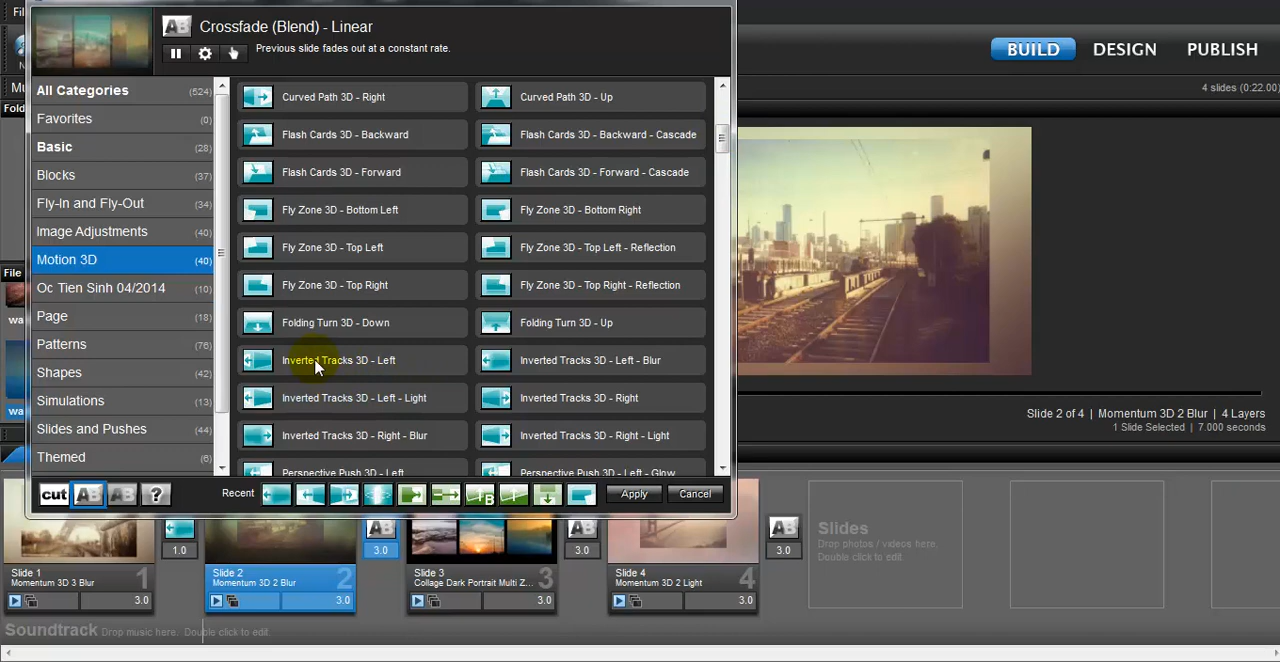 Fil
AB Crossfade (Blend) - Linear
Previous slide fades out at a constant rate.
BUILD DESIGN PUBLISH
N
Mu
4 slides (0:22.00)
Fold
All Categories (524)
Favorites (0)
Basic (28)
Blocks (37)
Fly-In and Fly-Out (34)
Image Adjustments (40)
Motion 3D (40)
Oc Tien Sinh 04/2014 (10)
Page (18)
Patterns (76)
Shapes (42)
Simulations (13)
Slides and Pushes (44)
Themed (6)
File
wa
wa
Curved Path 3D - Right Curved Path 3D - Up
Flash Cards 3D - Backward Flash Cards 3D - Backward - Cascade
Flash Cards 3D - Forward Flash Cards 3D - Forward - Cascade
Fly Zone 3D - Bottom Left Fly Zone 3D - Bottom Right
Fly Zone 3D - Top Left Fly Zone 3D - Top Left - Reflection
Fly Zone 3D - Top Right Fly Zone 3D - Top Right - Reflection
Folding Turn 3D - Down Folding Turn 3D - Up
Inverted Tracks 3D - Left Inverted Tracks 3D - Left - Blur
Inverted Tracks 3D - Left - Light Inverted Tracks 3D - Right
Inverted Tracks 3D - Right - Blur Inverted Tracks 3D - Right - Light
Perspective Push 3D - Left Perspective Push 3D - Left - Glow
Slide 2 of 4 | Momentum 3D 2 Blur | 4 Layers
1 Slide Selected | 7.000 seconds
cut AB AB ? Recent B Apply Cancel
AB AB AB
1.0 3.0 3.0 3.0
Slides
Drop photos / videos here.
Double click to edit.
Slide 1
Momentum 3D 3 Blur 1
3.0
Slide 2
Momentum 3D 2 Blur 2
3.0
Slide 3
Collage Dark Portrait Multi Z... 3
3.0
Slide 4
Momentum 3D 2 Light 4
3.0
Soundtrack Drop music here. Double click to edit.